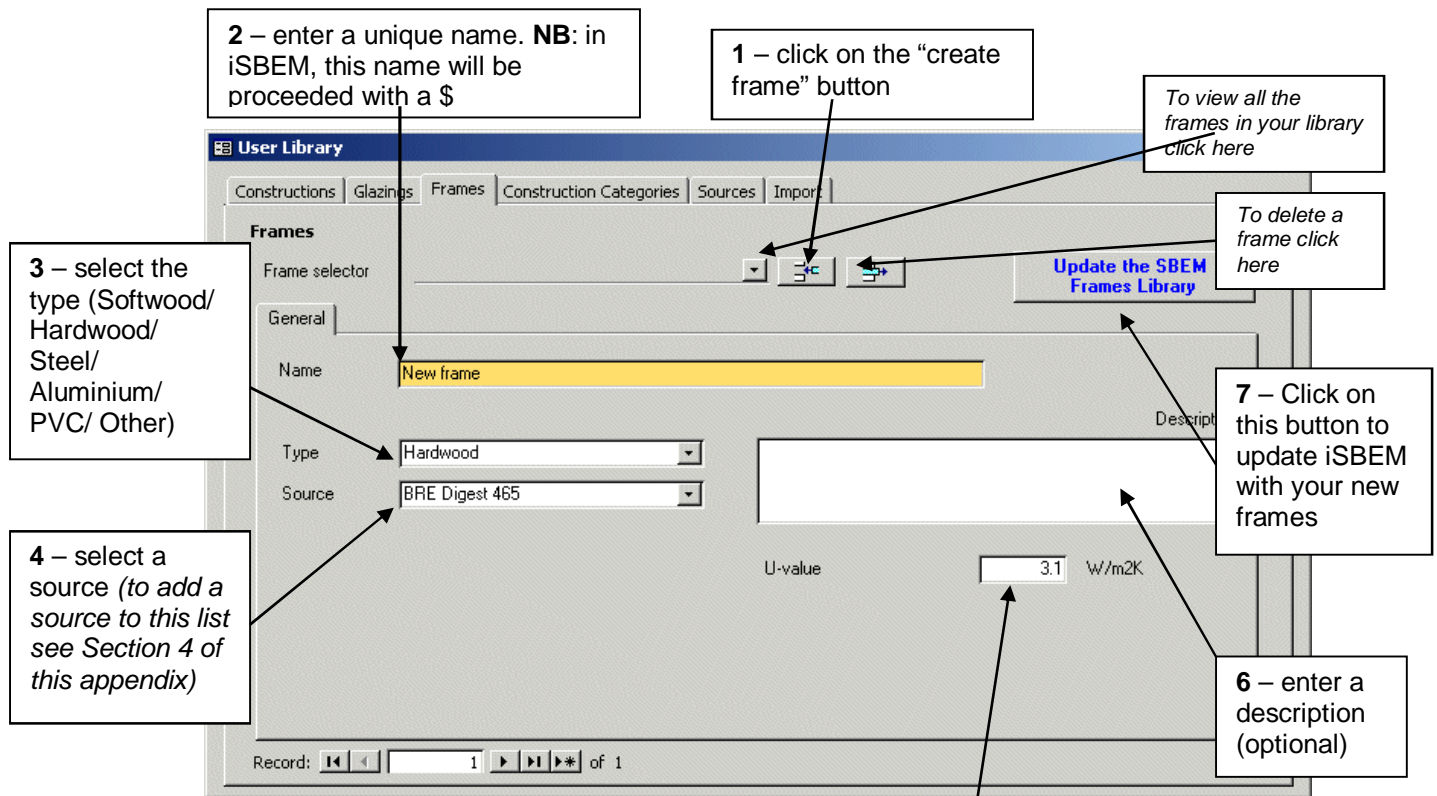 2 – enter a unique name. NB: in
iSBEM, this name will be
proceeded with a $
1 – click on the “create
frame” button
To view all the
frames in your library
click here
User Library
Constructions
Glazings
Frames
Construction Categories
Sources
Import
Frames
To delete a
frame click
here
3 – select the
type (Softwood/
Hardwood/
Steel/
Aluminium/
PVC/ Other)
Frame selector
Update the SBEM
Frames Library
General
Name
New frame
7 – Click on
this button to
update iSBEM
with your new
frames
Descript
Type
Hardwood
Source
BRE Digest 465
4 – select a
source (to add a
source to this list
see Section 4 of
this appendix)
U-value
3.1
W/m2K
6 – enter a
description
(optional)
Record:
1
of 1